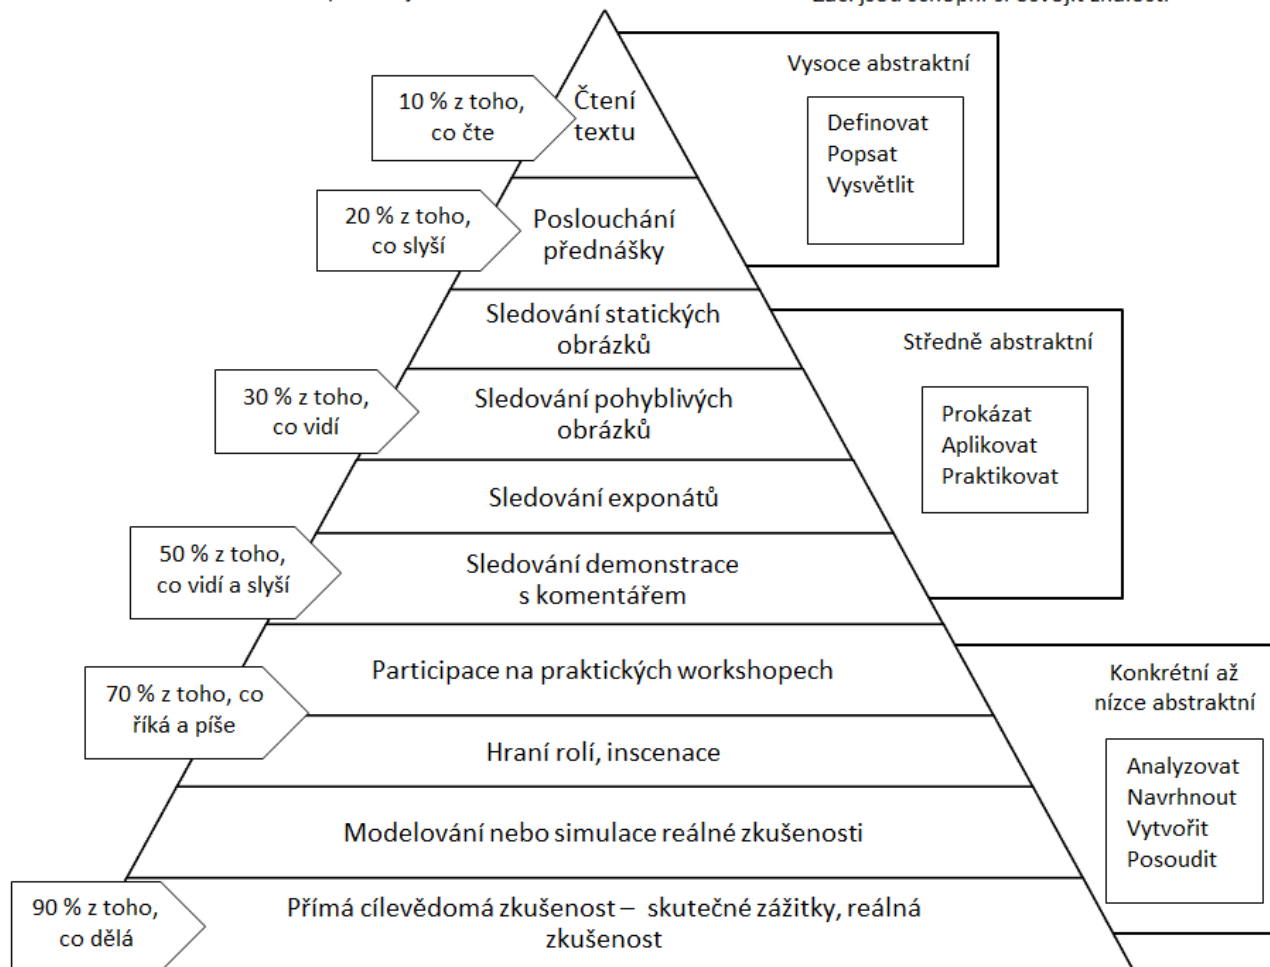 Vysoce abstraktní
10 % z toho,
co čte
Čtení
textu
Definovat
Popsat
Vysvětlit
20 % z toho,
co slyší
Poslouchání
přednášky
Sledování statických
obrázků
Středně abstraktní
30 % z toho,
co vidí
Sledování pohyblivých
obrázků
Prokázat
Aplikovat
Praktikovat
Sledování exponátů
50 % z toho,
co vidí a slyší
Sledování demonstrace
s komentářem
Participace na praktických workshopech
Konkrétní až
nízce abstraktní
70 % z toho, co
říká a píše
Hraní rolí, inscenace
Analyzovat
Navrhnout
Vytvořit
Posoudit
Modelování nebo simulace reálné zkušenosti
90 % z toho,
co dělá
Přímá cílevědomá zkušenost – skutečné zážitky, reálná
zkušenost